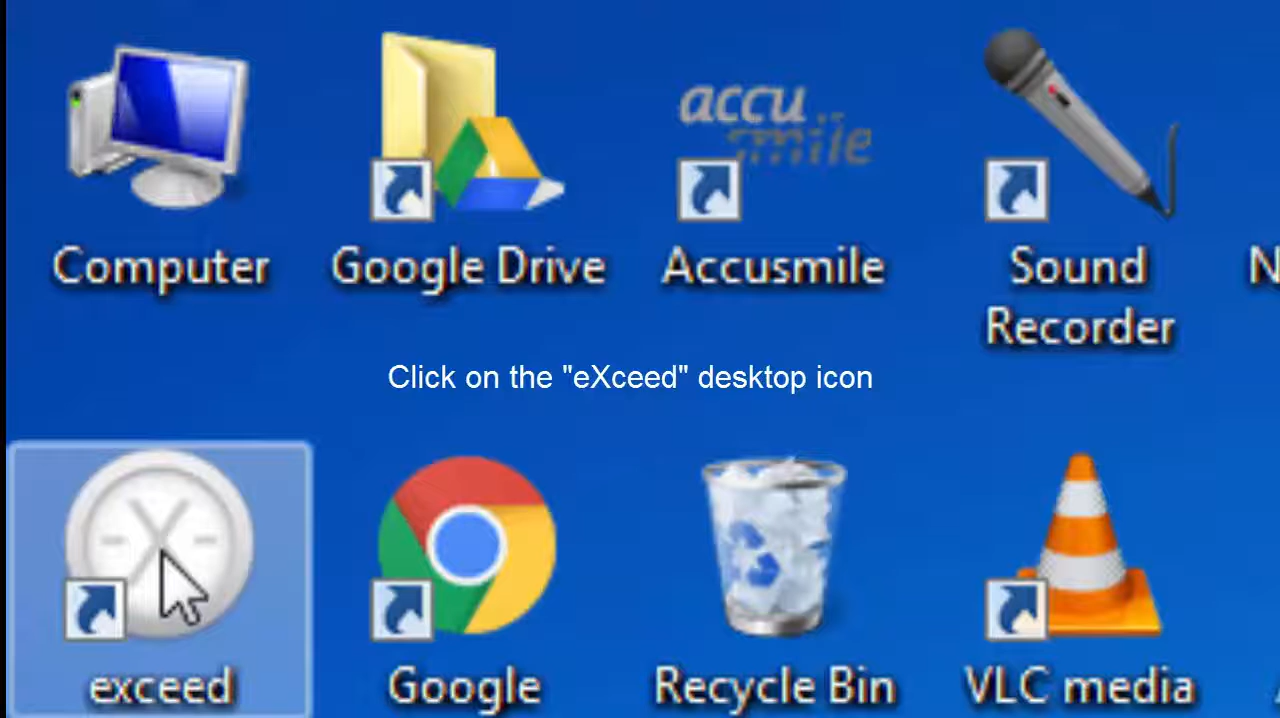 accu
smile
Computer
Google Drive
Accusmile
Sound
Recorder
N
Click on the "eXceed" desktop icon
X
exceed
Google
Recycle Bin
VLC media